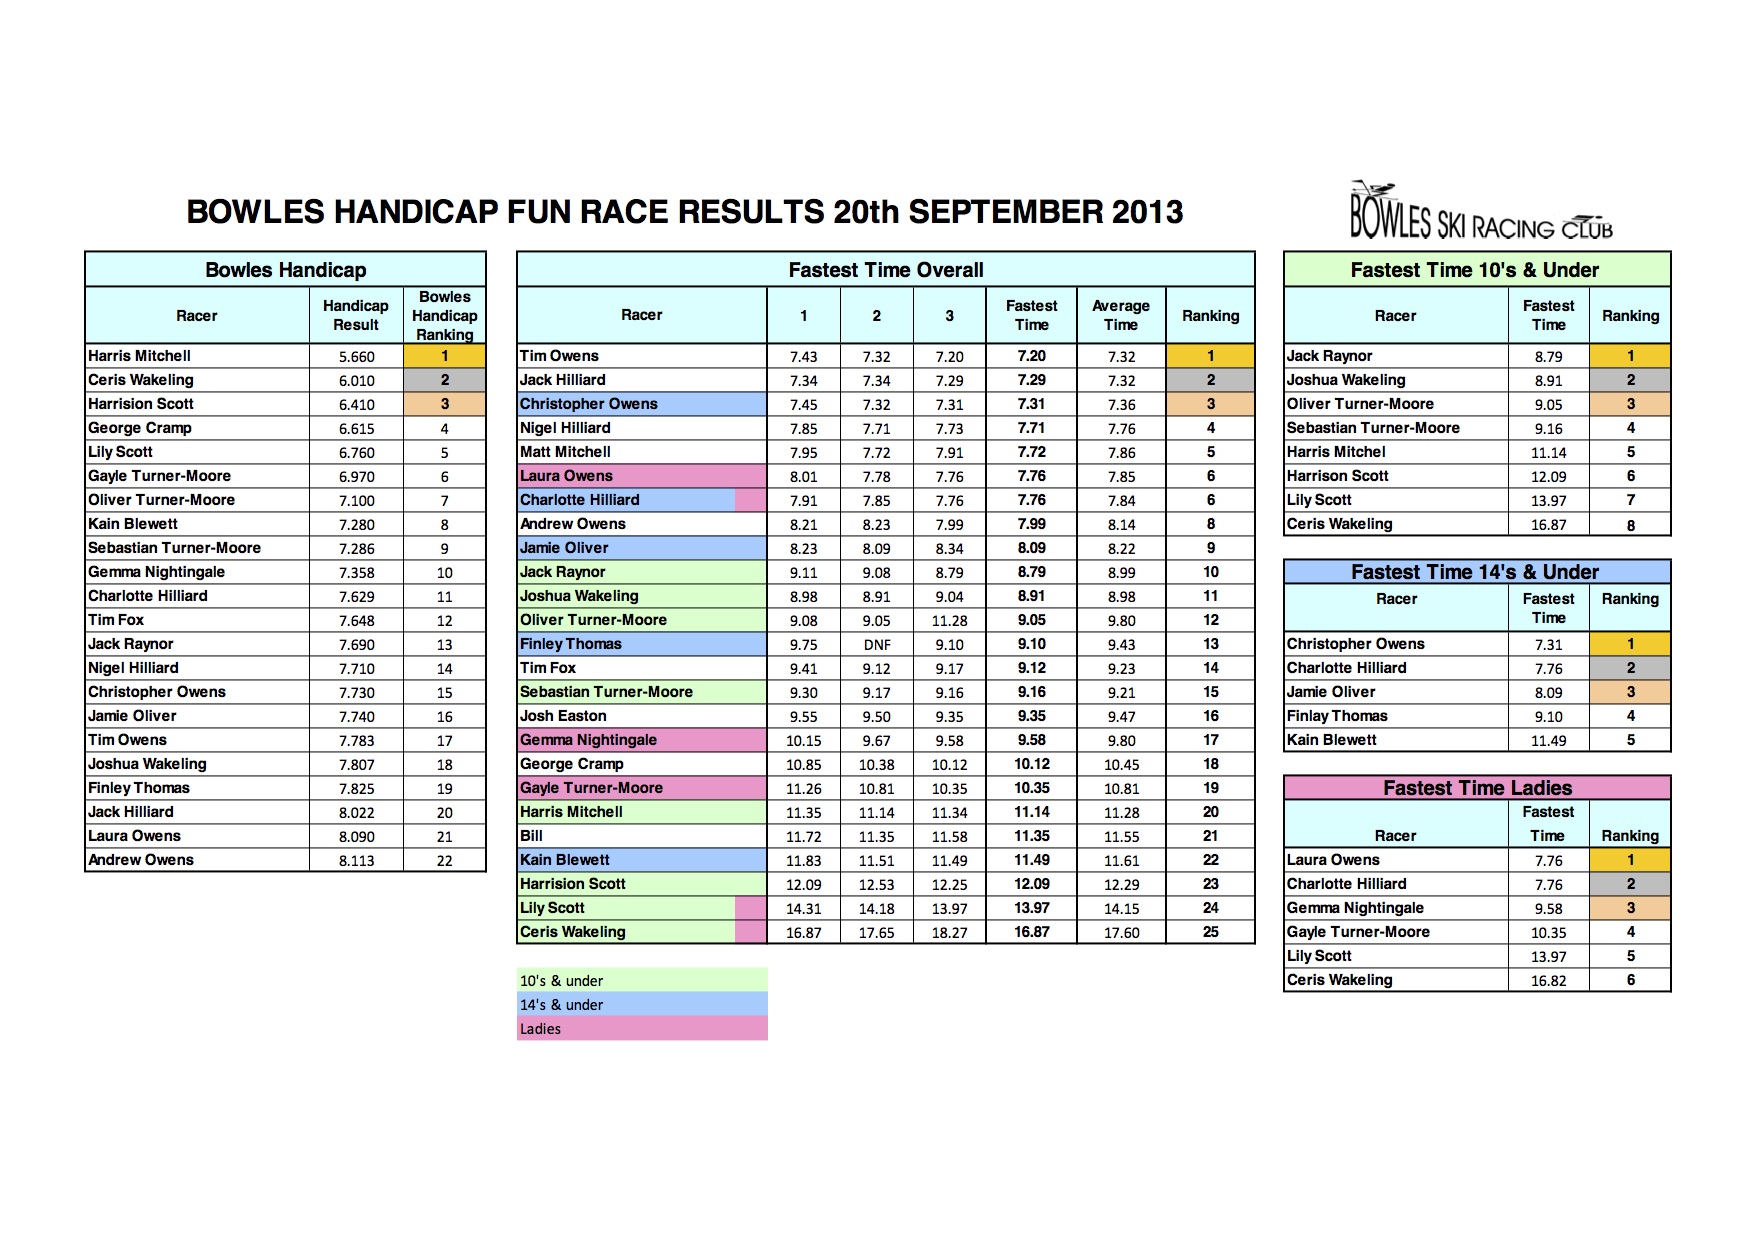 BOWLES HANDICAP FUN RACE RESULTS 20th SEPTEMBER 2013
BOWLES SKI RACING CLUB
Bowles Handicap
Racer Handicap Result Bowles Handicap Ranking
Harris Mitchell 5.660 1
Ceris Wakeling 6.010 2
Harrision Scott 6.410 3
George Cramp 6.615 4
Lily Scott 6.760 5
Gayle Turner-Moore 6.970 6
Oliver Turner-Moore 7.100 7
Kain Blewett 7.280 8
Sebastian Turner-Moore 7.286 9
Gemma Nightingale 7.358 10
Charlotte Hilliard 7.629 11
Tim Fox 7.648 12
Jack Raynor 7.690 13
Nigel Hilliard 7.710 14
Christopher Owens 7.730 15
Jamie Oliver 7.740 16
Tim Owens 7.783 17
Joshua Wakeling 7.807 18
Finley Thomas 7.825 19
Jack Hilliard 8.022 20
Laura Owens 8.090 21
Andrew Owens 8.113 22
Fastest Time Overall
Racer 1 2 3 Fastest Time Average Time Ranking
Tim Owens 7.43 7.32 7.20 7.20 7.32 1
Jack Hilliard 7.34 7.34 7.29 7.29 7.32 2
Christopher Owens 7.45 7.32 7.31 7.31 7.36 3
Nigel Hilliard 7.85 7.71 7.73 7.71 7.76 4
Matt Mitchell 7.95 7.72 7.91 7.72 7.86 5
Laura Owens 8.01 7.78 7.76 7.76 7.85 6
Charlotte Hilliard 7.91 7.85 7.76 7.76 7.84 6
Andrew Owens 8.21 8.23 7.99 7.99 8.14 8
Jamie Oliver 8.23 8.09 8.34 8.09 8.22 9
Jack Raynor 9.11 9.08 8.79 8.79 8.99 10
Joshua Wakeling 8.98 8.91 9.04 8.91 8.98 11
Oliver Turner-Moore 9.08 9.05 11.28 9.05 9.80 12
Finley Thomas 9.75 DNF 9.10 9.10 9.43 13
Tim Fox 9.41 9.12 9.17 9.12 9.23 14
Sebastian Turner-Moore 9.30 9.17 9.16 9.16 9.21 15
Josh Easton 9.55 9.50 9.35 9.35 9.47 16
Gemma Nightingale 10.15 9.67 9.58 9.58 9.80 17
George Cramp 10.85 10.38 10.12 10.12 10.45 18
Gayle Turner-Moore 11.26 10.81 10.35 10.35 10.81 19
Harris Mitchell 11.35 11.14 11.34 11.14 11.28 20
Bill 11.72 11.35 11.58 11.35 11.55 21
Kain Blewett 11.83 11.51 11.49 11.49 11.61 22
Harrision Scott 12.09 12.53 12.25 12.09 12.29 23
Lily Scott 14.31 14.18 13.97 13.97 14.15 24
Ceris Wakeling 16.87 17.65 18.27 16.87 17.60 25
10's & under
14's & under
Ladies
Fastest Time 10's & Under
Racer Fastest Time Ranking
Jack Raynor 8.79 1
Joshua Wakeling 8.91 2
Oliver Turner-Moore 9.05 3
Sebastian Turner-Moore 9.16 4
Harris Mitchel 11.14 5
Harrison Scott 12.09 6
Lily Scott 13.97 7
Ceris Wakeling 16.87 8
Fastest Time 14's & Under
Racer Fastest Time Ranking
Christopher Owens 7.31 1
Charlotte Hilliard 7.76 2
Jamie Oliver 8.09 3
Finlay Thomas 9.10 4
Kain Blewett 11.49 5
Fastest Time Ladies
Racer Fastest Time Ranking
Laura Owens 7.76 1
Charlotte Hilliard 7.76 2
Gemma Nightingale 9.58 3
Gayle Turner-Moore 10.35 4
Lily Scott 13.97 5
Ceris Wakeling 16.82 6